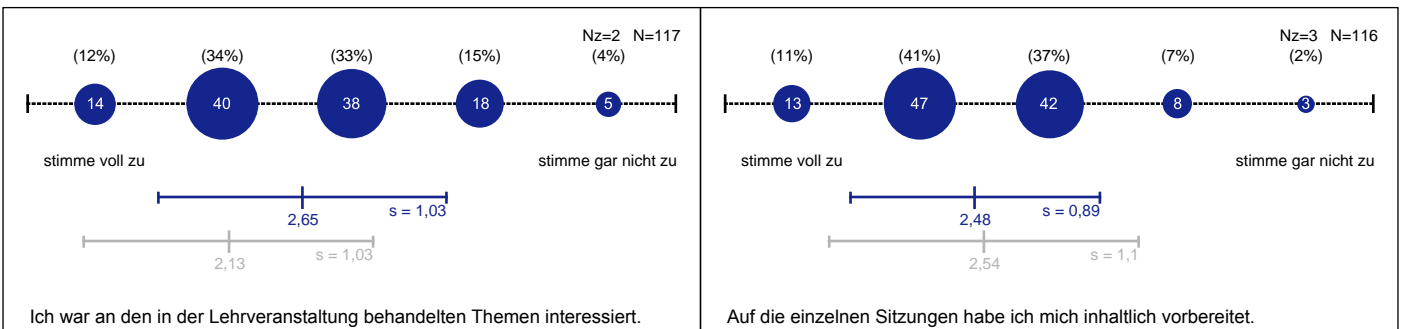 Nz=2 N=117
(12%) (34%) (33%) (15%) (4%)
14 40 38 18 5
stimme voll zu stimme gar nicht zu
s = 1,03
2,65
s = 1,03
2,13
Ich war an den in der Lehrveranstaltung behandelten Themen interessiert.
Nz=3 N=116
(11%) (41%) (37%) (7%) (2%)
13 47 42 8 3
stimme voll zu stimme gar nicht zu
s = 0,89
2,48
s = 1,1
2,54
Auf die einzelnen Sitzungen habe ich mich inhaltlich vorbereitet.